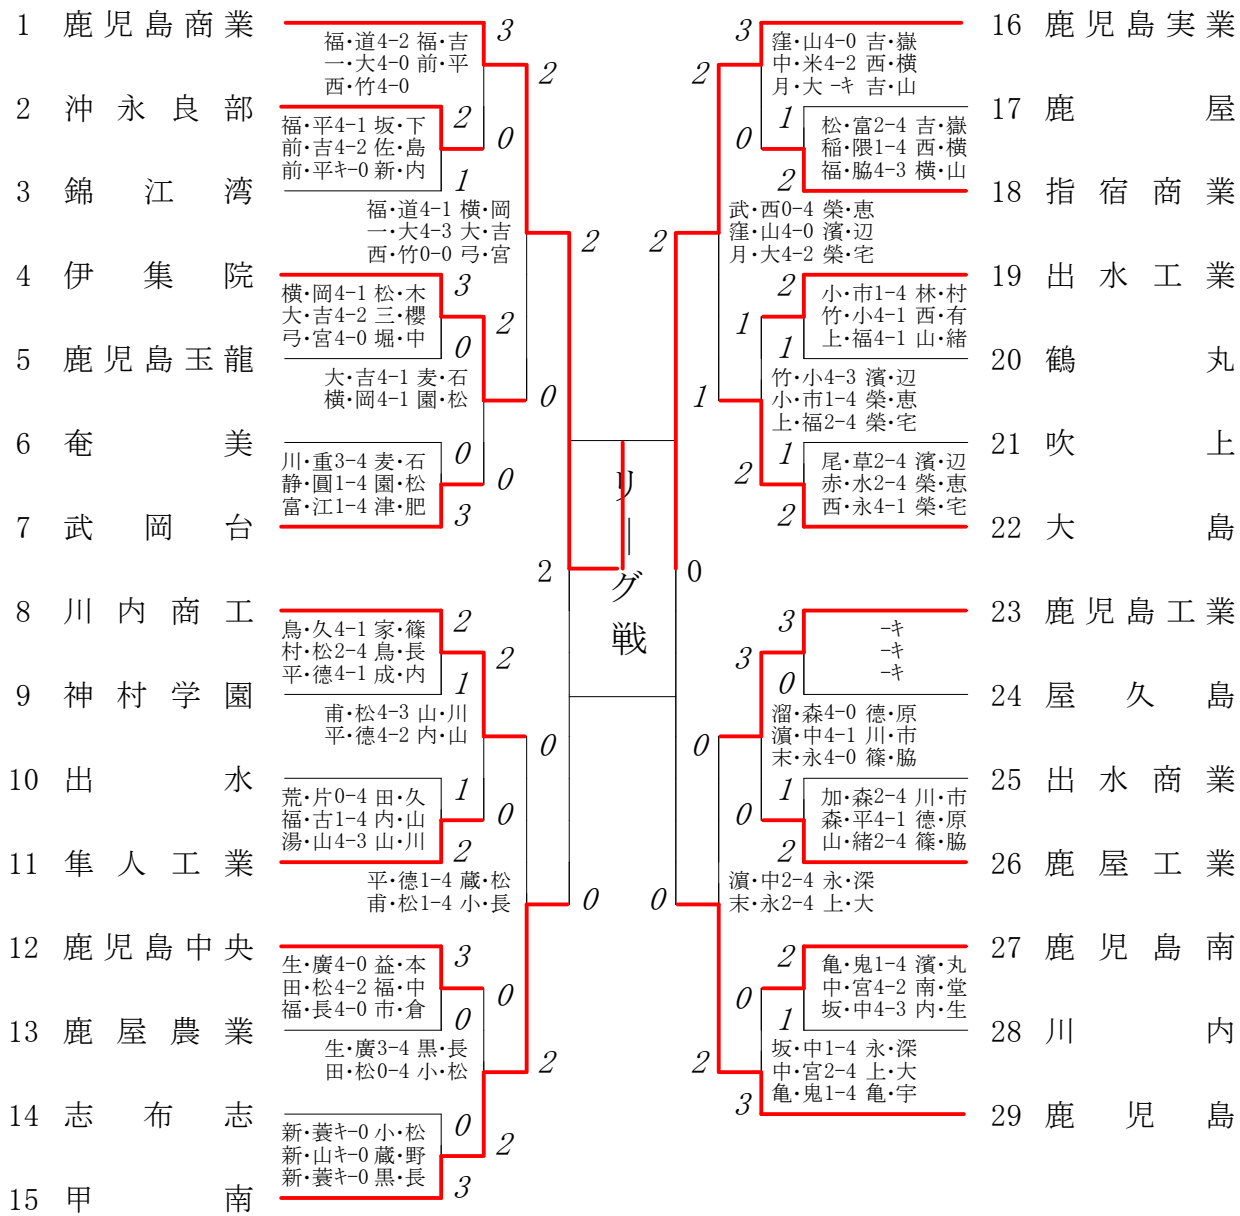 1 鹿児島商業
3
福・道4-2 福・吉
一・大4-0 前・平
西・竹4-0
2
2 沖永良部
2
0
福・平4-1 坂・下
前・吉4-2 佐・島
前・平キ-0 新・内
3 錦江湾
1
福・道4-1 横・岡
一・大4-3 大・吉
西・竹0-0 弓・宮
2
4 伊集院
3
横・岡4-1 松・木
大・吉4-2 三・櫻
弓・宮4-0 堀・中
2
5 鹿児島玉龍
0
大・吉4-1 麦・石
横・岡4-1 園・松
0
6 奄美
0
川・重3-4 麦・石
静・圓1-4 園・松
富・江1-4 津・肥
0
7 武岡台
3
2
8 川内商工
2
鳥・久4-1 家・篠
村・松2-4 鳥・長
平・德4-1 成・内
2
9 神村学園
1
甫・松4-3 山・川
平・德4-2 内・山
0
10 出水
1
荒・片0-4 田・久
福・古1-4 内・山
湯・山4-3 山・川
0
11 隼人工業
2
平・德1-4 蔵・松
甫・松1-4 小・長
0
12 鹿児島中央
3
生・廣4-0 益・本
田・松4-2 福・中
福・長4-0 市・倉
0
13 鹿屋農業
0
生・廣3-4 黒・長
田・松0-4 小・松
2
14 志布志
0
新・蓑キ-0 小・松
新・山キ-0 蔵・野
新・蓑キ-0 黒・長
2
15 甲南
3
リーグ戦
16 鹿児島実業
3
窪・山4-0 吉・嶽
中・米4-2 西・横
月・大 -キ 吉・山
2
17 鹿屋
1
0
松・富2-4 吉・嶽
稲・隈1-4 西・横
福・脇4-3 横・山
18 指宿商業
2
武・西0-4 榮・恵
窪・山4-0 濱・辺
月・大4-2 榮・宅
2
19 出水工業
2
小・市1-4 林・村
竹・小4-1 西・有
上・福4-1 山・緒
1
20 鶴丸
1
竹・小4-3 濱・辺
小・市1-4 榮・恵
上・福2-4 榮・宅
1
21 吹上
1
尾・草2-4 濱・辺
赤・水2-4 榮・恵
西・永4-1 榮・宅
2
22 大島
2
0
23 鹿児島工業
3
-キ
-キ
-キ
3
24 屋久島
0
溜・森4-0 德・原
濵・中4-1 川・市
末・永4-0 篠・脇
0
25 出水商業
1
加・森2-4 川・市
森・平4-1 德・原
山・緒2-4 篠・脇
0
26 鹿屋工業
2
濵・中2-4 永・深
末・永2-4 上・大
0
27 鹿児島南
2
亀・鬼1-4 濱・丸
中・宮4-2 南・堂
坂・中4-3 内・生
0
28 川内
1
坂・中1-4 永・深
中・宮2-4 上・大
亀・鬼1-4 亀・宇
2
29 鹿児島
3